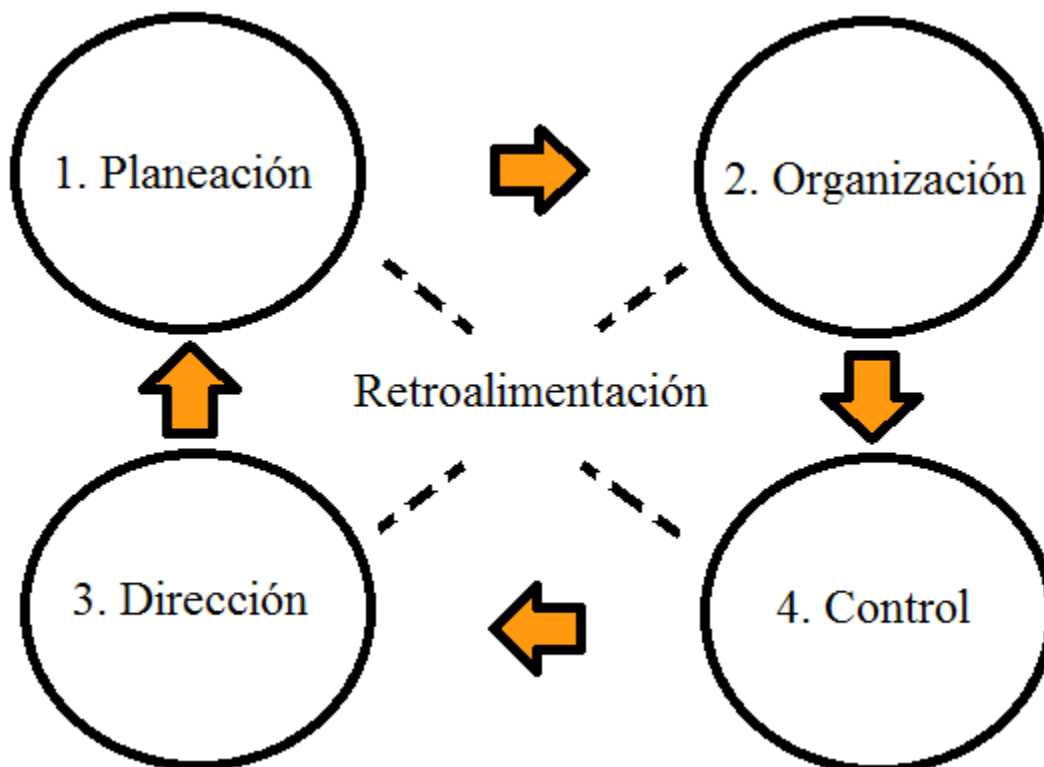 1. Planeación
2. Organización
Retroalimentación
3. Dirección
4. Control